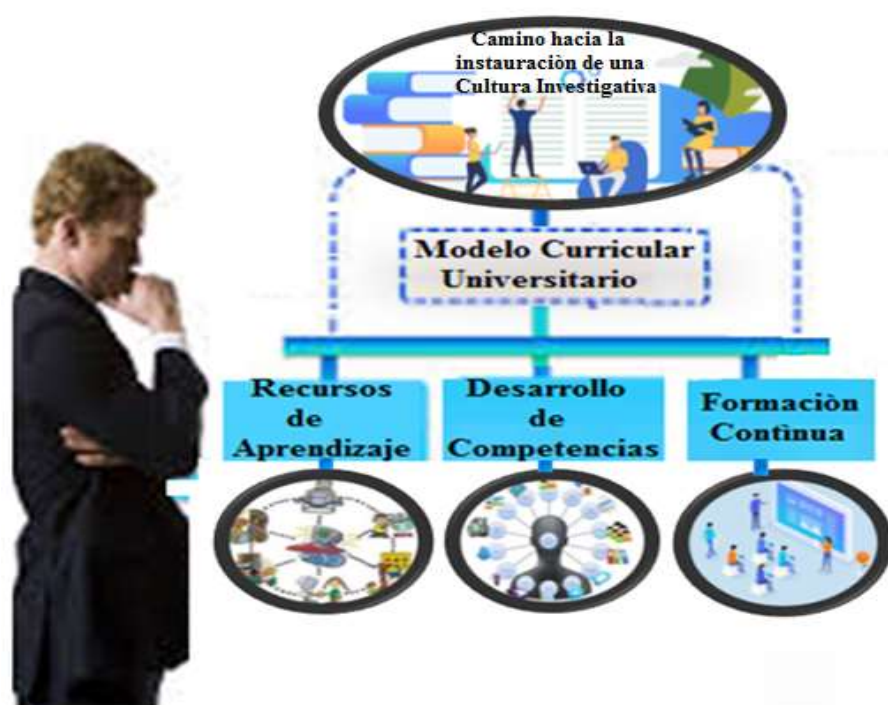 Camino hacia la
instauraciòn de una
Cultura Investigativa
Modelo Curricular
Universitario
Recursos
de
Aprendizaje
Desarrollo
de
Competencias
Formaciòn
Contìnua